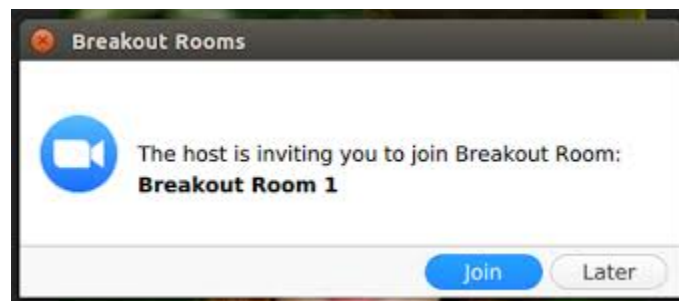 Breakout Rooms
The host is inviting you to join Breakout Room:
Breakout Room 1
Join
Later